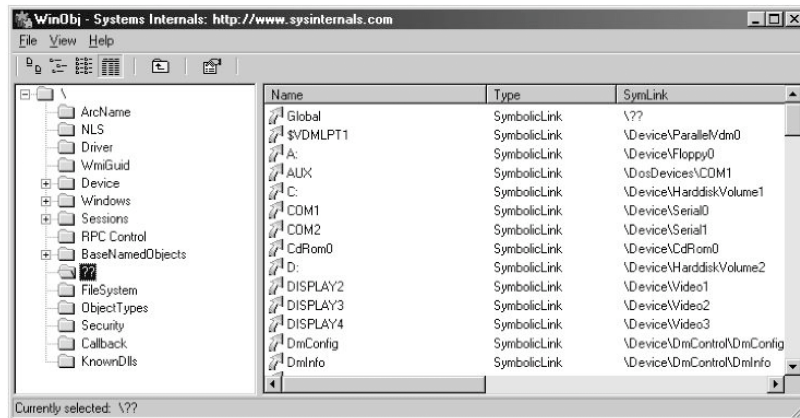 WinObj - Systems Internals: http://www.sysinternals.com
File View Help
\
ArcName
NLS
Driver
WmiGuid
Device
Windows
Sessions
RPC Control
BaseNamedObjects
??
FileSystem
ObjectTypes
Security
Callback
KnownDlls
Name Type SymLink
Global SymbolicLink \??
$VDMLPT1 SymbolicLink \Device\ParallelVdm0
A: SymbolicLink \Device\Floppy0
AUX SymbolicLink \DosDevices\COM1
C: SymbolicLink \Device\HarddiskVolume1
COM1 SymbolicLink \Device\Serial0
COM2 SymbolicLink \Device\Serial1
CdRom0 SymbolicLink \Device\CdRom0
D: SymbolicLink \Device\HarddiskVolume2
DISPLAY2 SymbolicLink \Device\Video1
DISPLAY3 SymbolicLink \Device\Video2
DISPLAY4 SymbolicLink \Device\Video3
DmConfig SymbolicLink \Device\DmControl\DmConfig
DmInfo SymbolicLink \Device\DmControl\DmInfo
Currently selected: \??